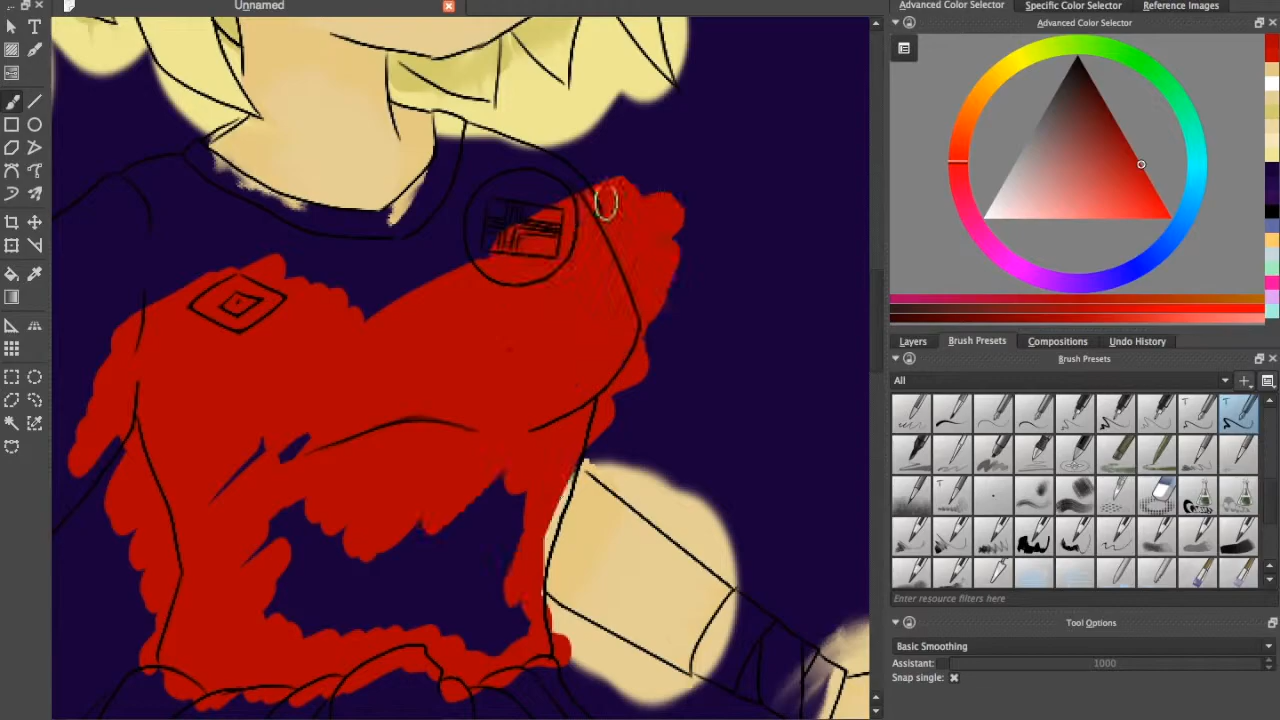 Unnamed
Advanced Color Selector Specific Color Selector Reference Images
Advanced Color Selector
Layers Brush Presets Compositions Undo History
Brush Presets
All
Enter resource filters here
Tool Options
Basic Smoothing
Assistant: 1000
Snap single: